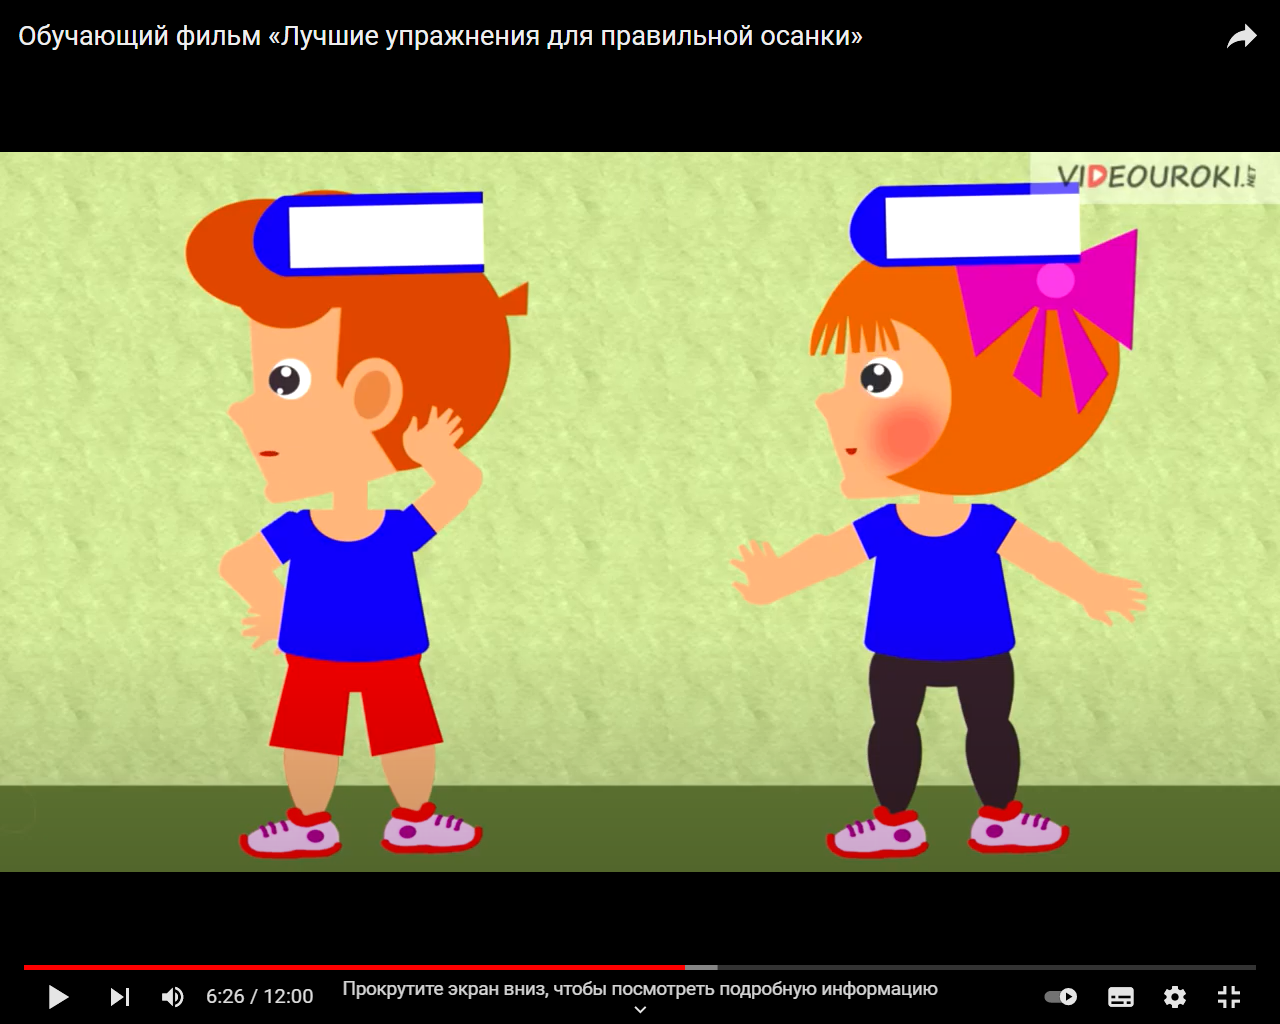 Обучающий фильм «Лучшие упражнения для правильной осанки»
VIDEOUROKI.NET
6:26 / 12:00
Прокрутите экран вниз, чтобы посмотреть подробную информацию